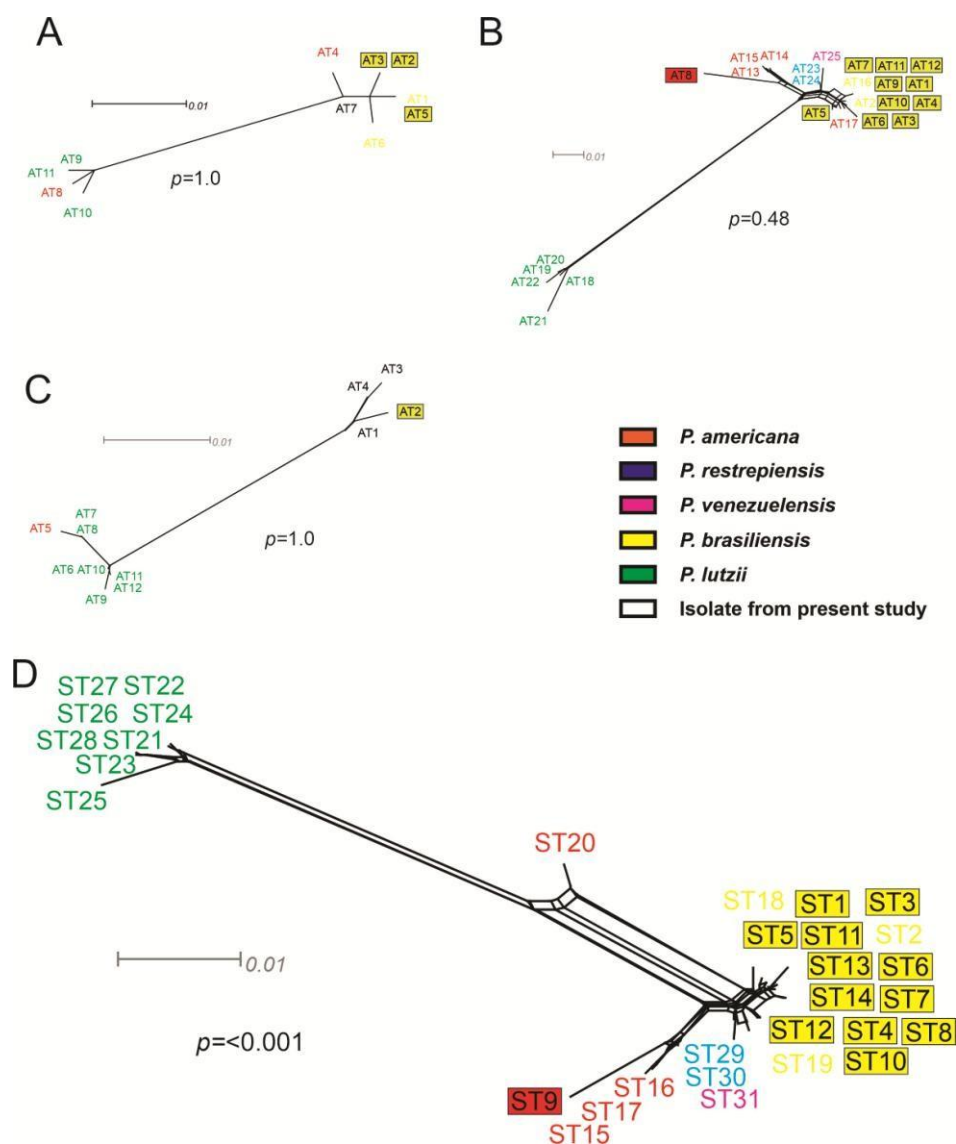 A
AT4
AT3 AT2
AT1
AT5
AT7
AT6
0.01
AT9
AT11
AT8
AT10
p=1.0
B
AT15 AT14
AT8
AT13
AT25
AT23
AT24
AT7 AT11 AT12
AT16 AT9 AT1
AT2 AT10 AT4
AT5
AT17 AT6 AT3
0.01
p=0.48
AT20
AT19
AT22 AT18
AT21
C
AT3
AT4
AT2
AT1
0.01
AT7
AT5
AT8
AT6 AT10
AT11
AT12
AT9
p=1.0
P. americana
P. restrepiensis
P. venezuelensis
P. brasiliensis
P. lutzii
Isolate from present study
D
ST27 ST22
ST26 ST24
ST28 ST21
ST23
ST25
ST20
ST18 ST1 ST3
ST5 ST11 ST2
ST13 ST6
ST14 ST7
ST12 ST4 ST8
ST19 ST10
0.01
p=<0.001
ST29
ST30
ST31
ST9
ST16
ST17
ST15